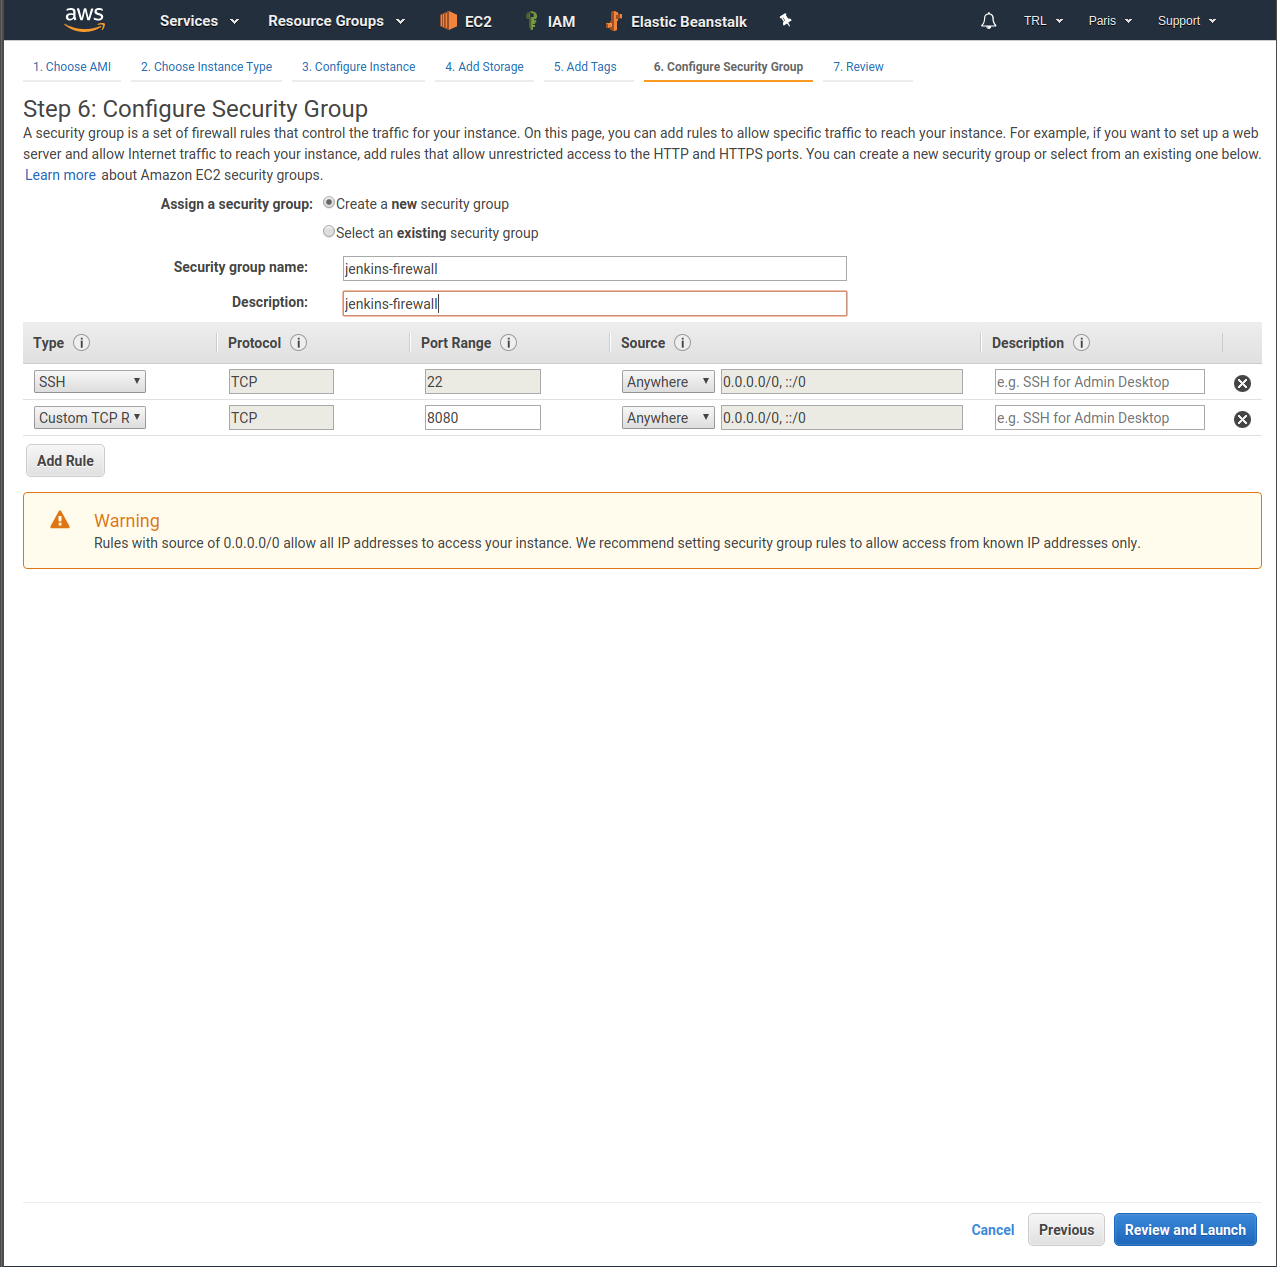 aws Services Resource Groups EC2 IAM Elastic Beanstalk TRL Paris Support
1. Choose AMI 2. Choose Instance Type 3. Configure Instance 4. Add Storage 5. Add Tags 6. Configure Security Group 7. Review
Step 6: Configure Security Group
A security group is a set of firewall rules that control the traffic for your instance. On this page, you can add rules to allow specific traffic to reach your instance. For example, if you want to set up a web
server and allow Internet traffic to reach your instance, add rules that allow unrestricted access to the HTTP and HTTPS ports. You can create a new security group or select from an existing one below.
Learn more about Amazon EC2 security groups.
Assign a security group: Create a new security group
Select an existing security group
Security group name: jenkins-firewall
Description: jenkins-firewall
Type i Protocol i Port Range i Source i Description i
SSH TCP 22 Anywhere 0.0.0.0/0, ::/0 e.g. SSH for Admin Desktop
Custom TCP R TCP 8080 Anywhere 0.0.0.0/0, ::/0 e.g. SSH for Admin Desktop
Add Rule
Warning
Rules with source of 0.0.0.0/0 allow all IP addresses to access your instance. We recommend setting security group rules to allow access from known IP addresses only.
Cancel Previous Review and Launch